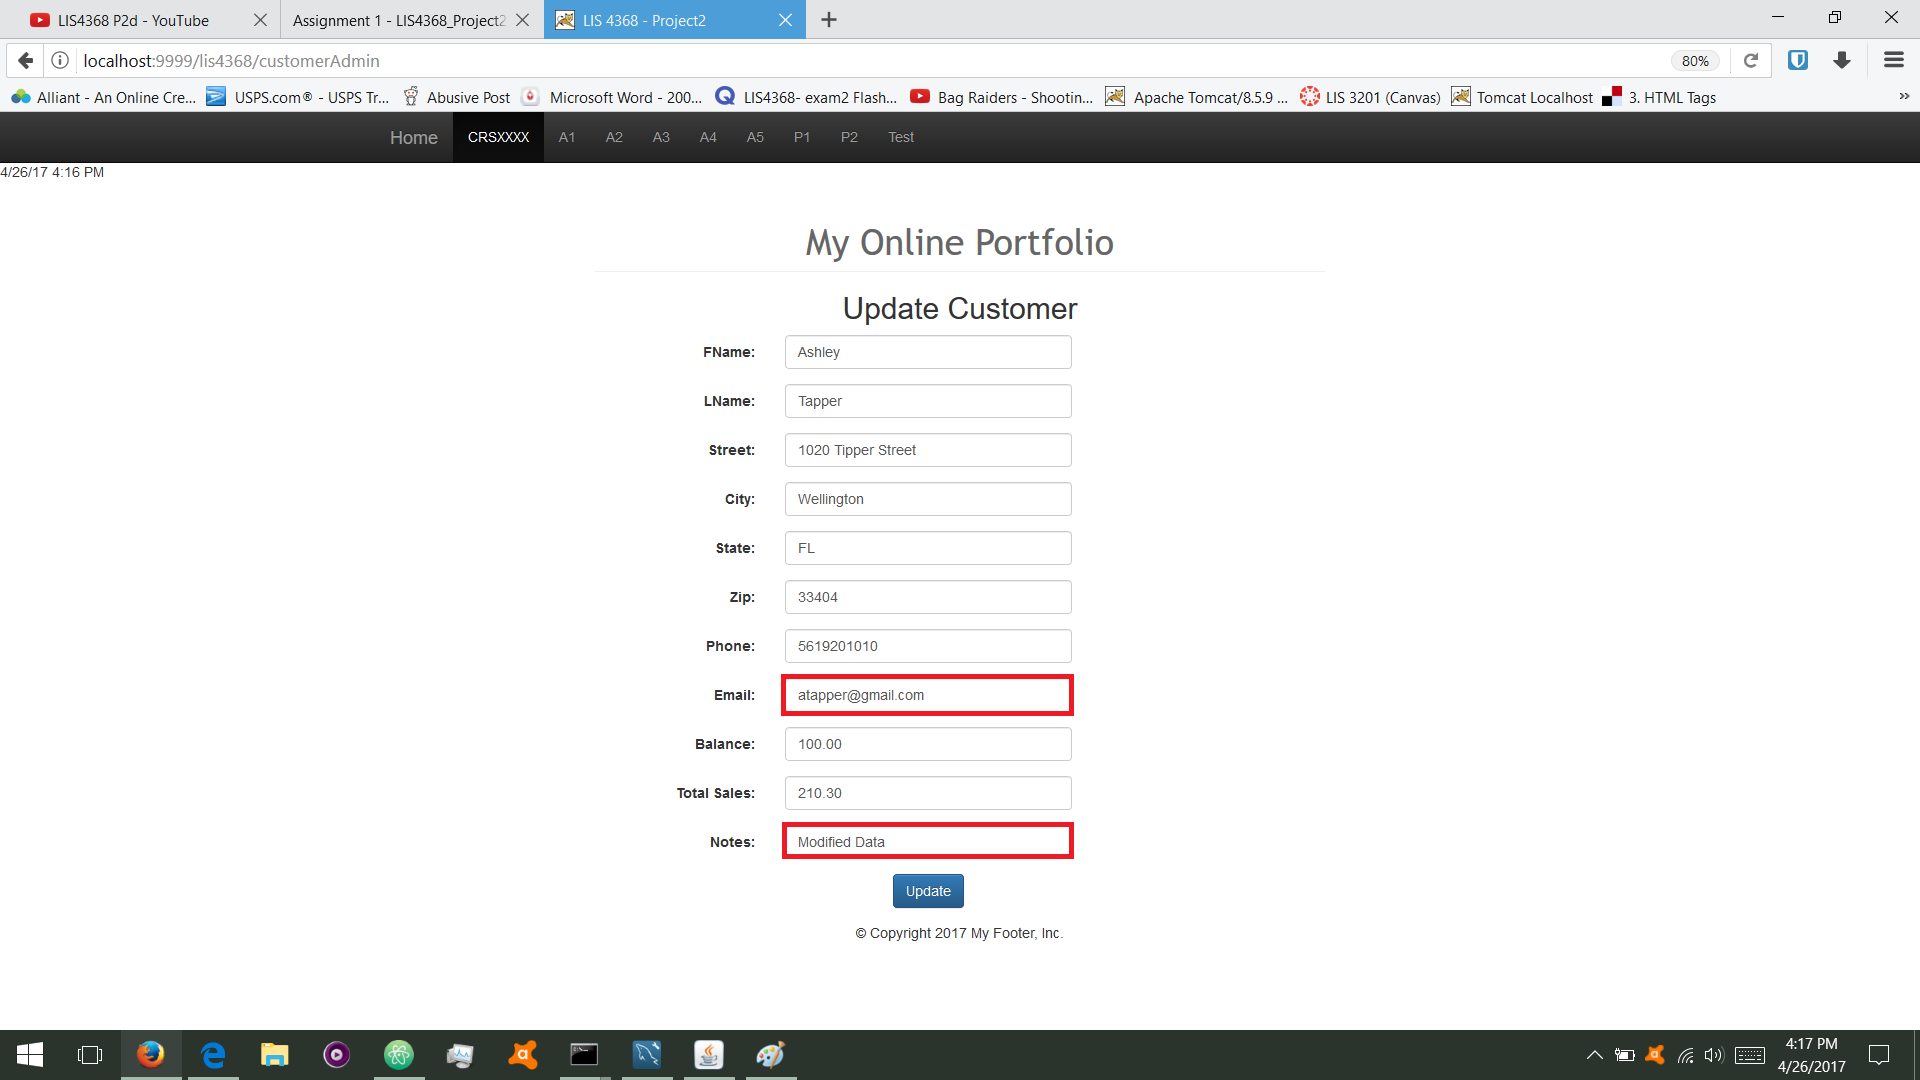 LIS4368 P2d - YouTube
Assignment 1 - LIS4368_Project2
LIS 4368 - Project2
localhost:9999/lis4368/customerAdmin
80%
Alliant - An Online Cre... USPS.com® - USPS Tr... Abusive Post Microsoft Word - 200... LIS4368- exam2 Flash... Bag Raiders - Shootin... Apache Tomcat/8.5.9 ... LIS 3201 (Canvas) Tomcat Localhost 3. HTML Tags
Home CRSXXXX A1 A2 A3 A4 A5 P1 P2 Test
4/26/17 4:16 PM
My Online Portfolio
Update Customer
FName: Ashley
LName: Tapper
Street: 1020 Tipper Street
City: Wellington
State: FL
Zip: 33404
Phone: 5619201010
Email: atapper@gmail.com
Balance: 100.00
Total Sales: 210.30
Notes: Modified Data
Update
© Copyright 2017 My Footer, Inc.
4:17 PM
4/26/2017